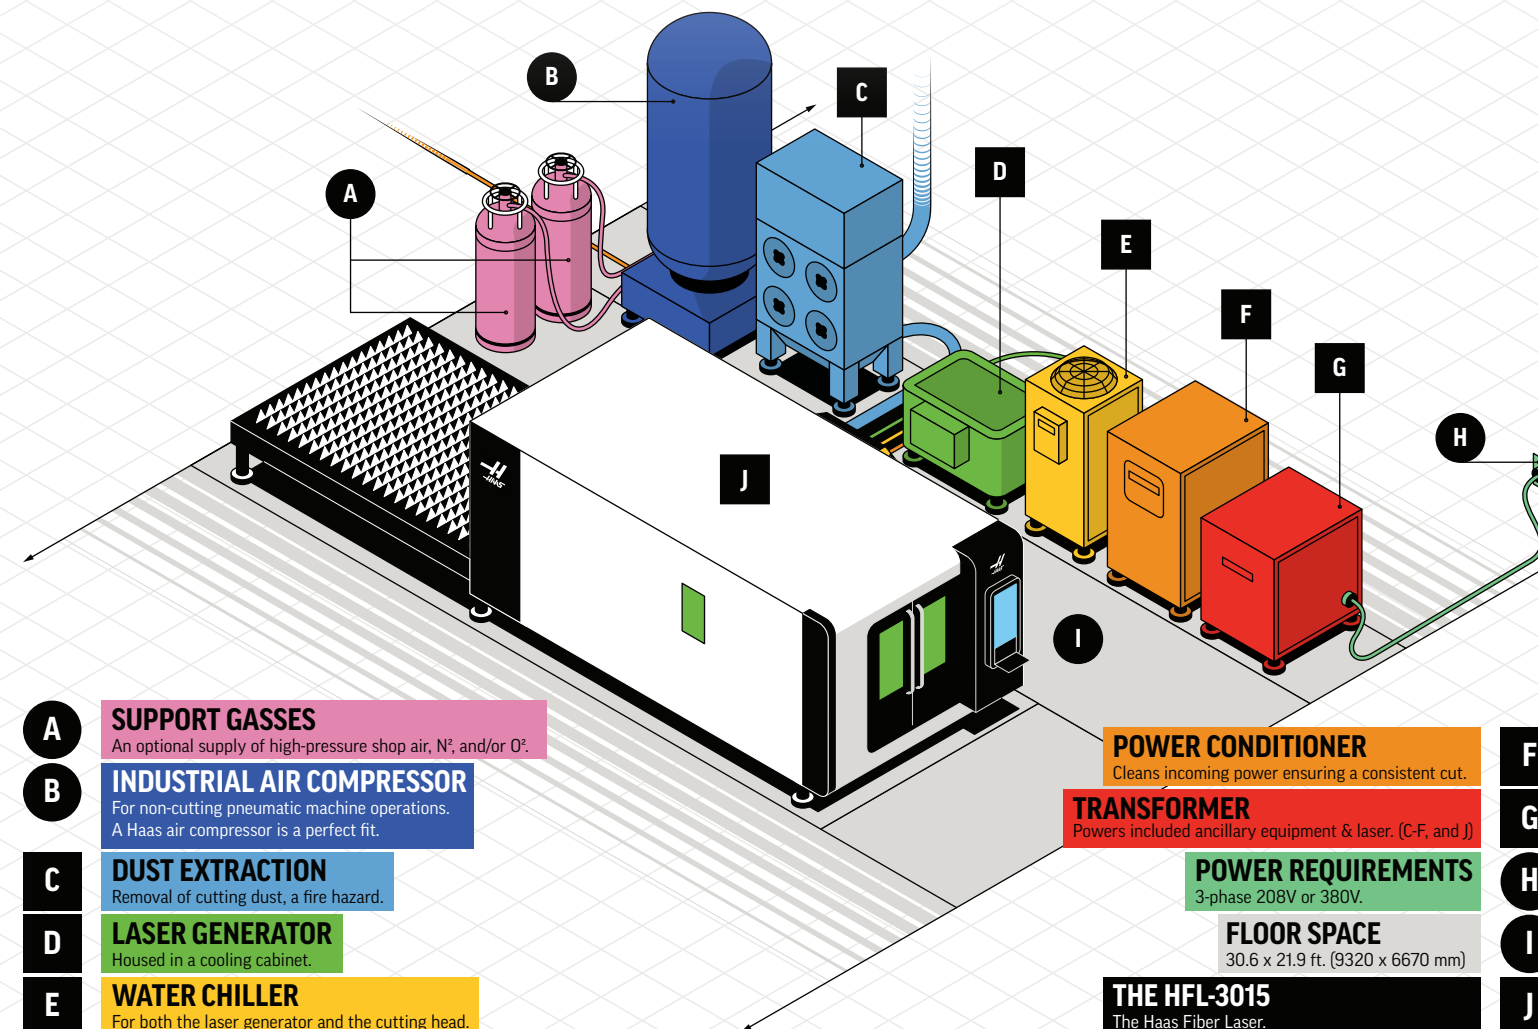 B
C
D
A
E
F
G
H
J
I
HAAS
HAAS
A
SUPPORT GASSES
An optional supply of high-pressure shop air, N², and/or O².
B
INDUSTRIAL AIR COMPRESSOR
For non-cutting pneumatic machine operations.
A Haas air compressor is a perfect fit.
C
DUST EXTRACTION
Removal of cutting dust, a fire hazard.
D
LASER GENERATOR
Housed in a cooling cabinet.
E
WATER CHILLER
For both the laser generator and the cutting head.
POWER CONDITIONER
Cleans incoming power ensuring a consistent cut.
F
TRANSFORMER
Powers included ancillary equipment & laser. (C-F, and J)
G
POWER REQUIREMENTS
3-phase 208V or 380V.
H
FLOOR SPACE
30.6 x 21.9 ft. (9320 x 6670 mm)
I
THE HFL-3015
The Haas Fiber Laser.
J